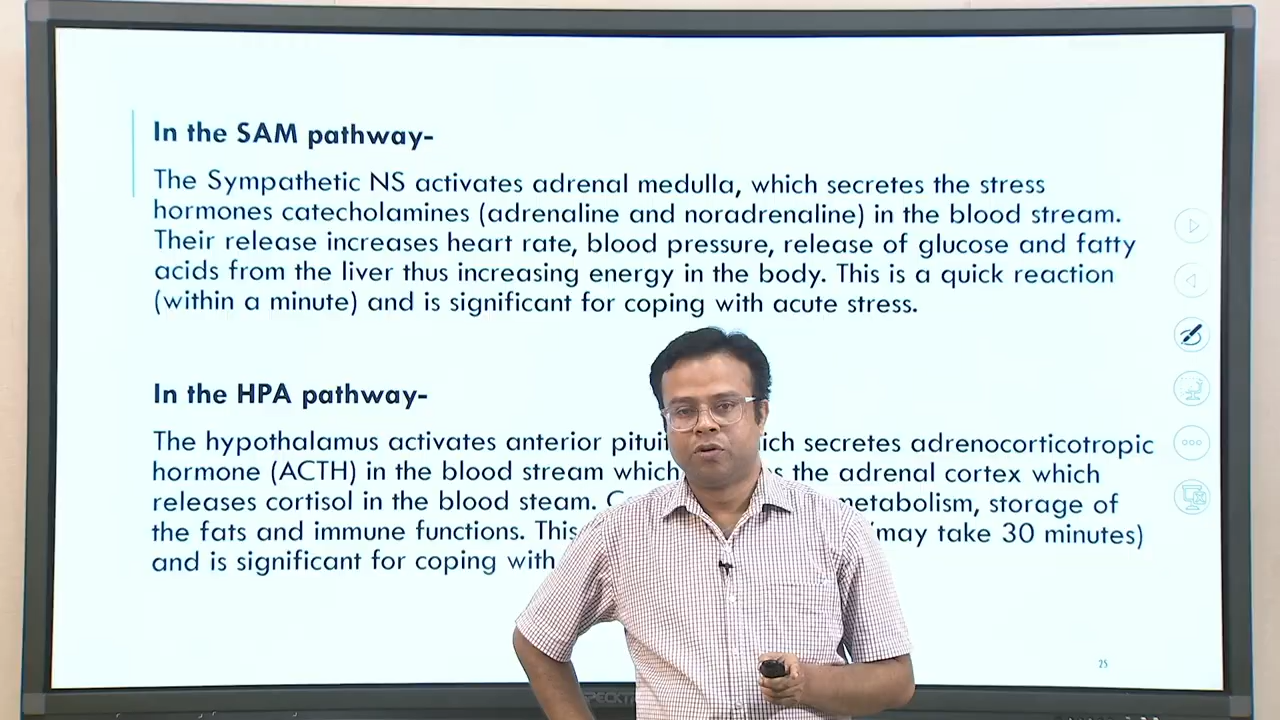 In the SAM pathway-
The Sympathetic NS activates adrenal medulla, which secretes the stress
hormones catecholamines (adrenaline and noradrenaline) in the blood stream.
Their release increases heart rate, blood pressure, release of glucose and fatty
acids from the liver thus increasing energy in the body. This is a quick reaction
(within a minute) and is significant for coping with acute stress.
In the HPA pathway-
The hypothalamus activates anterior secretes adrenocorticotropic
hormone (ACTH) in the blood stream which the adrenal cortex which
releases cortisol in the blood steam. metabolism, storage of
the fats and immune functions. This (may take 30 minutes)
and is significant for coping with
25